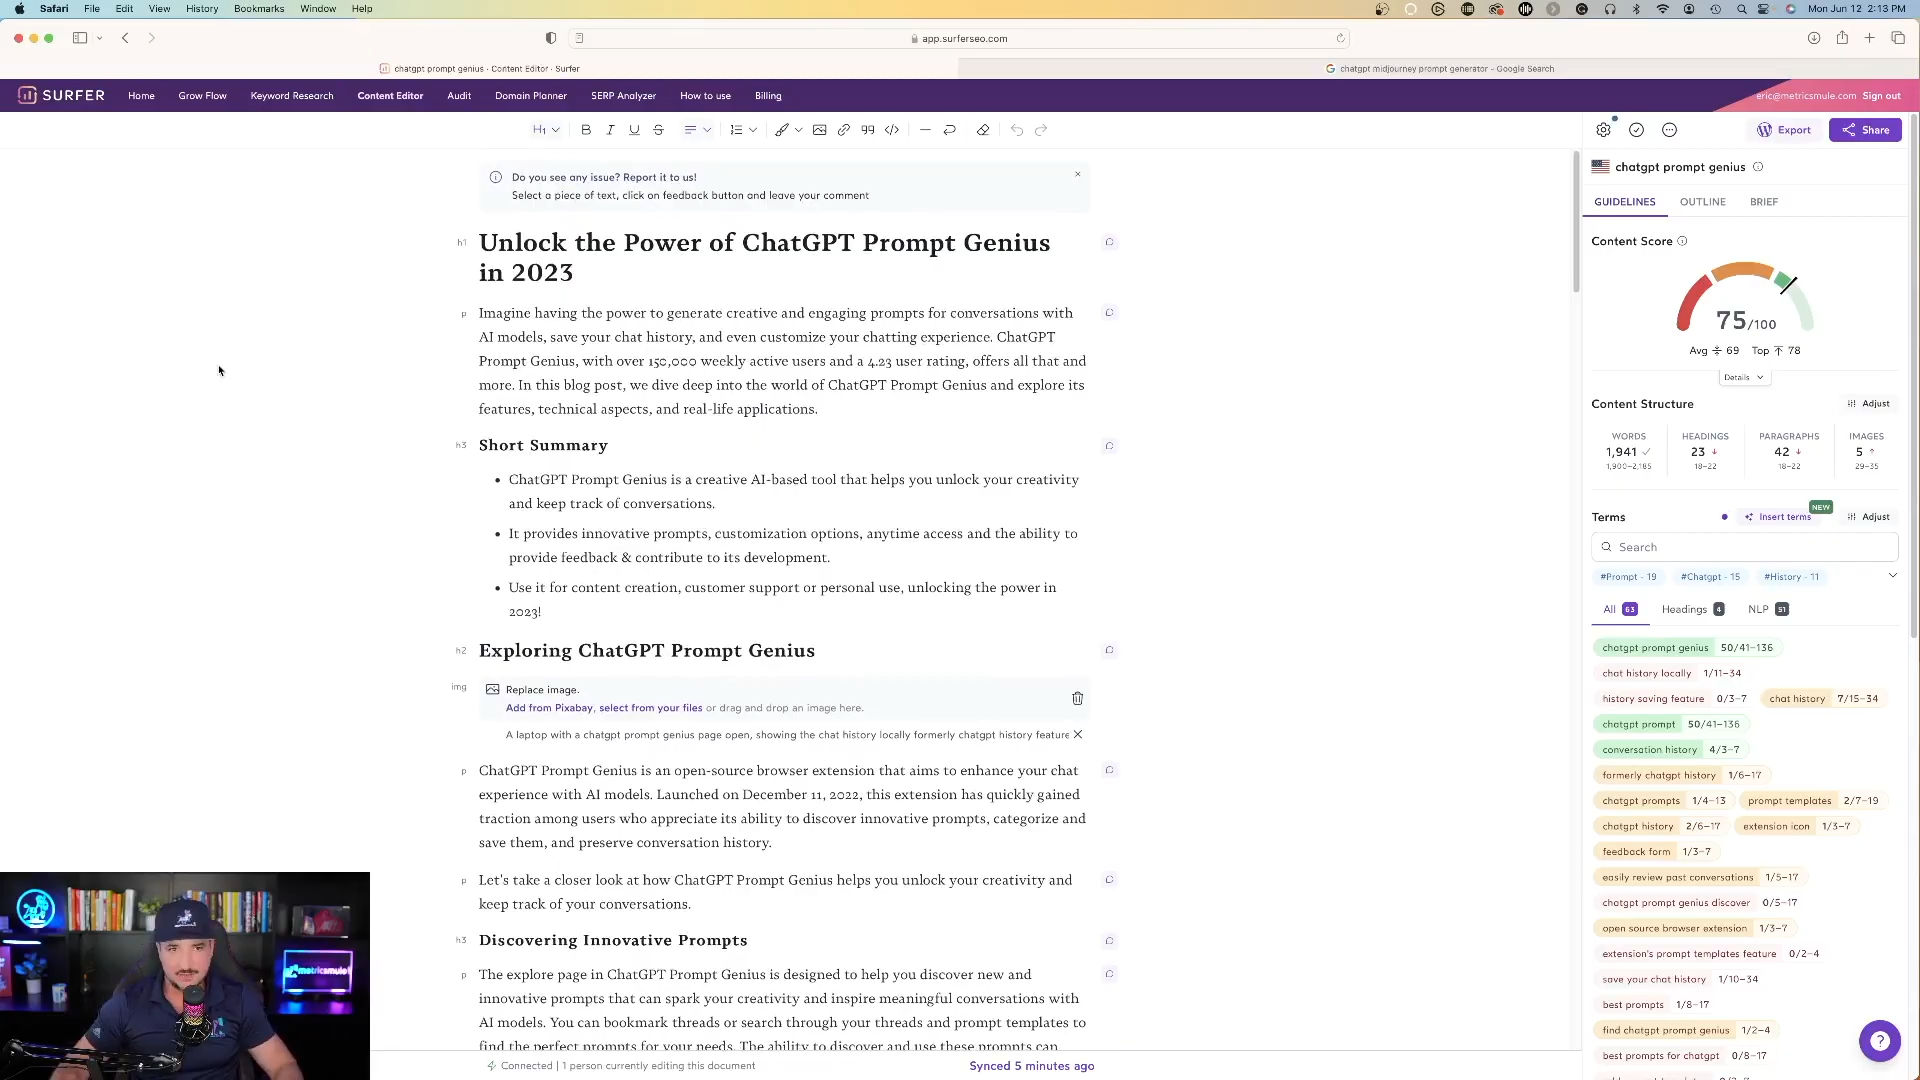 Safari File Edit View History Bookmarks Window Help Mon Jun 12 2:13 PM
app.surferseo.com
chatgpt prompt genius · Content Editor · Surfer
chatgpt midjourney prompt generator - Google Search
SURFER Home Grow Flow Keyword Research Content Editor Audit Domain Planner SERP Analyzer How to use Billing eric@metricsmule.com Sign out
H1 B I U S Export Share
Do you see any issue? Report it to us!
Select a piece of text, click on feedback button and leave your comment
h1 Unlock the Power of ChatGPT Prompt Genius
in 2023
p Imagine having the power to generate creative and engaging prompts for conversations with
AI models, save your chat history, and even customize your chatting experience. ChatGPT
Prompt Genius, with over 150,000 weekly active users and a 4.23 user rating, offers all that and
more. In this blog post, we dive deep into the world of ChatGPT Prompt Genius and explore its
features, technical aspects, and real-life applications.
h3 Short Summary
• ChatGPT Prompt Genius is a creative AI-based tool that helps you unlock your creativity
and keep track of conversations.
• It provides innovative prompts, customization options, anytime access and the ability to
provide feedback & contribute to its development.
• Use it for content creation, customer support or personal use, unlocking the power in
2023!
h2 Exploring ChatGPT Prompt Genius
img Replace image.
Add from Pixabay, select from your files or drag and drop an image here.
A laptop with a chatgpt prompt genius page open, showing the chat history locally formerly chatgpt history feature
p ChatGPT Prompt Genius is an open-source browser extension that aims to enhance your chat
experience with AI models. Launched on December 11, 2022, this extension has quickly gained
traction among users who appreciate its ability to discover innovative prompts, categorize and
save them, and preserve conversation history.
p Let's take a closer look at how ChatGPT Prompt Genius helps you unlock your creativity and
keep track of your conversations.
h3 Discovering Innovative Prompts
p The explore page in ChatGPT Prompt Genius is designed to help you discover new and
innovative prompts that can spark your creativity and inspire meaningful conversations with
AI models. You can bookmark threads or search through your threads and prompt templates to
find the perfect prompts for your needs. The ability to discover and use these prompts can
Connected | 1 person currently editing this document Synced 5 minutes ago
chatgpt prompt genius
GUIDELINES OUTLINE BRIEF
Content Score
75/100
Avg 69 Top 78
Details
Content Structure Adjust
WORDS HEADINGS PARAGRAPHS IMAGES
1,941 23 42 5
1,900–2,185 18–22 18–22 29–35
NEW
Terms Insert terms Adjust
Search
#Prompt - 19 #Chatgpt - 15 #History - 11
All 63 Headings 4 NLP 51
chatgpt prompt genius 50/41–136
chat history locally 1/11–34
history saving feature 0/3–7 chat history 7/15–34
chatgpt prompt 50/41–136
conversation history 4/3–7
formerly chatgpt history 1/6–17
chatgpt prompts 1/4–13 prompt templates 2/7–19
chatgpt history 2/6–17 extension icon 1/3–7
feedback form 1/3–7
easily review past conversations 1/5–17
chatgpt prompt genius discover 0/5–17
open source browser extension 1/3–7
extension's prompt templates feature 0/2–4
save your chat history 1/10–34
best prompts 1/8–17
find chatgpt prompt genius 1/2–4
best prompts for chatgpt 0/8–17
metricsmule